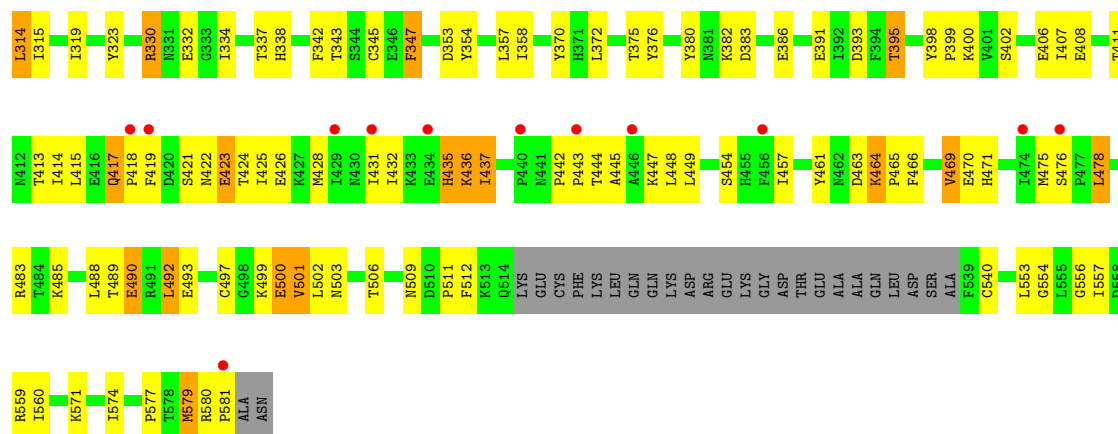 L314 I315 I319 Y323 R330 N331 E332 G333 I334 T337 H338 F342 T343 S344 C345 E346 F347 D353 Y354 L357 I358 Y370 H371 L372 T375 Y376 Y380 N381 K382 D383 E386 E391 I392 D393 F394 T395 Y398 P399 K400 V401 S402 E406 I407 E408 T411
N412 T413 I414 L415 E416 Q417 P418 F419 D420 S421 N422 E423 T424 I425 E426 K427 M428 I429 N430 I431 I432 K433 E434 H435 K436 I437 P440 N441 P442 P443 T444 A445 A446 K447 L448 L449 S454 H455 F456 I457 Y461 N462 D463 K464 P465 F466 V469 E470 H471 I474 M475 S476 P477 L478
R483 T484 K485 L488 T489 E490 R491 L492 E493 C497 G498 K499 E500 V501 L502 N503 T506 N509 D510 P511 F512 K513 Q514 LYS GLU CYS PHE LYS LEU GLN GLN LYS ASP ARG GLU LYS GLY ASP THR GLU ALA ALA GLN LEU ASP SER ALA F539 C540 L553 G554 L555 G556 I557 D558
R559 I560 K571 I574 P577 T578 M579 R580 P581 ALA ASN